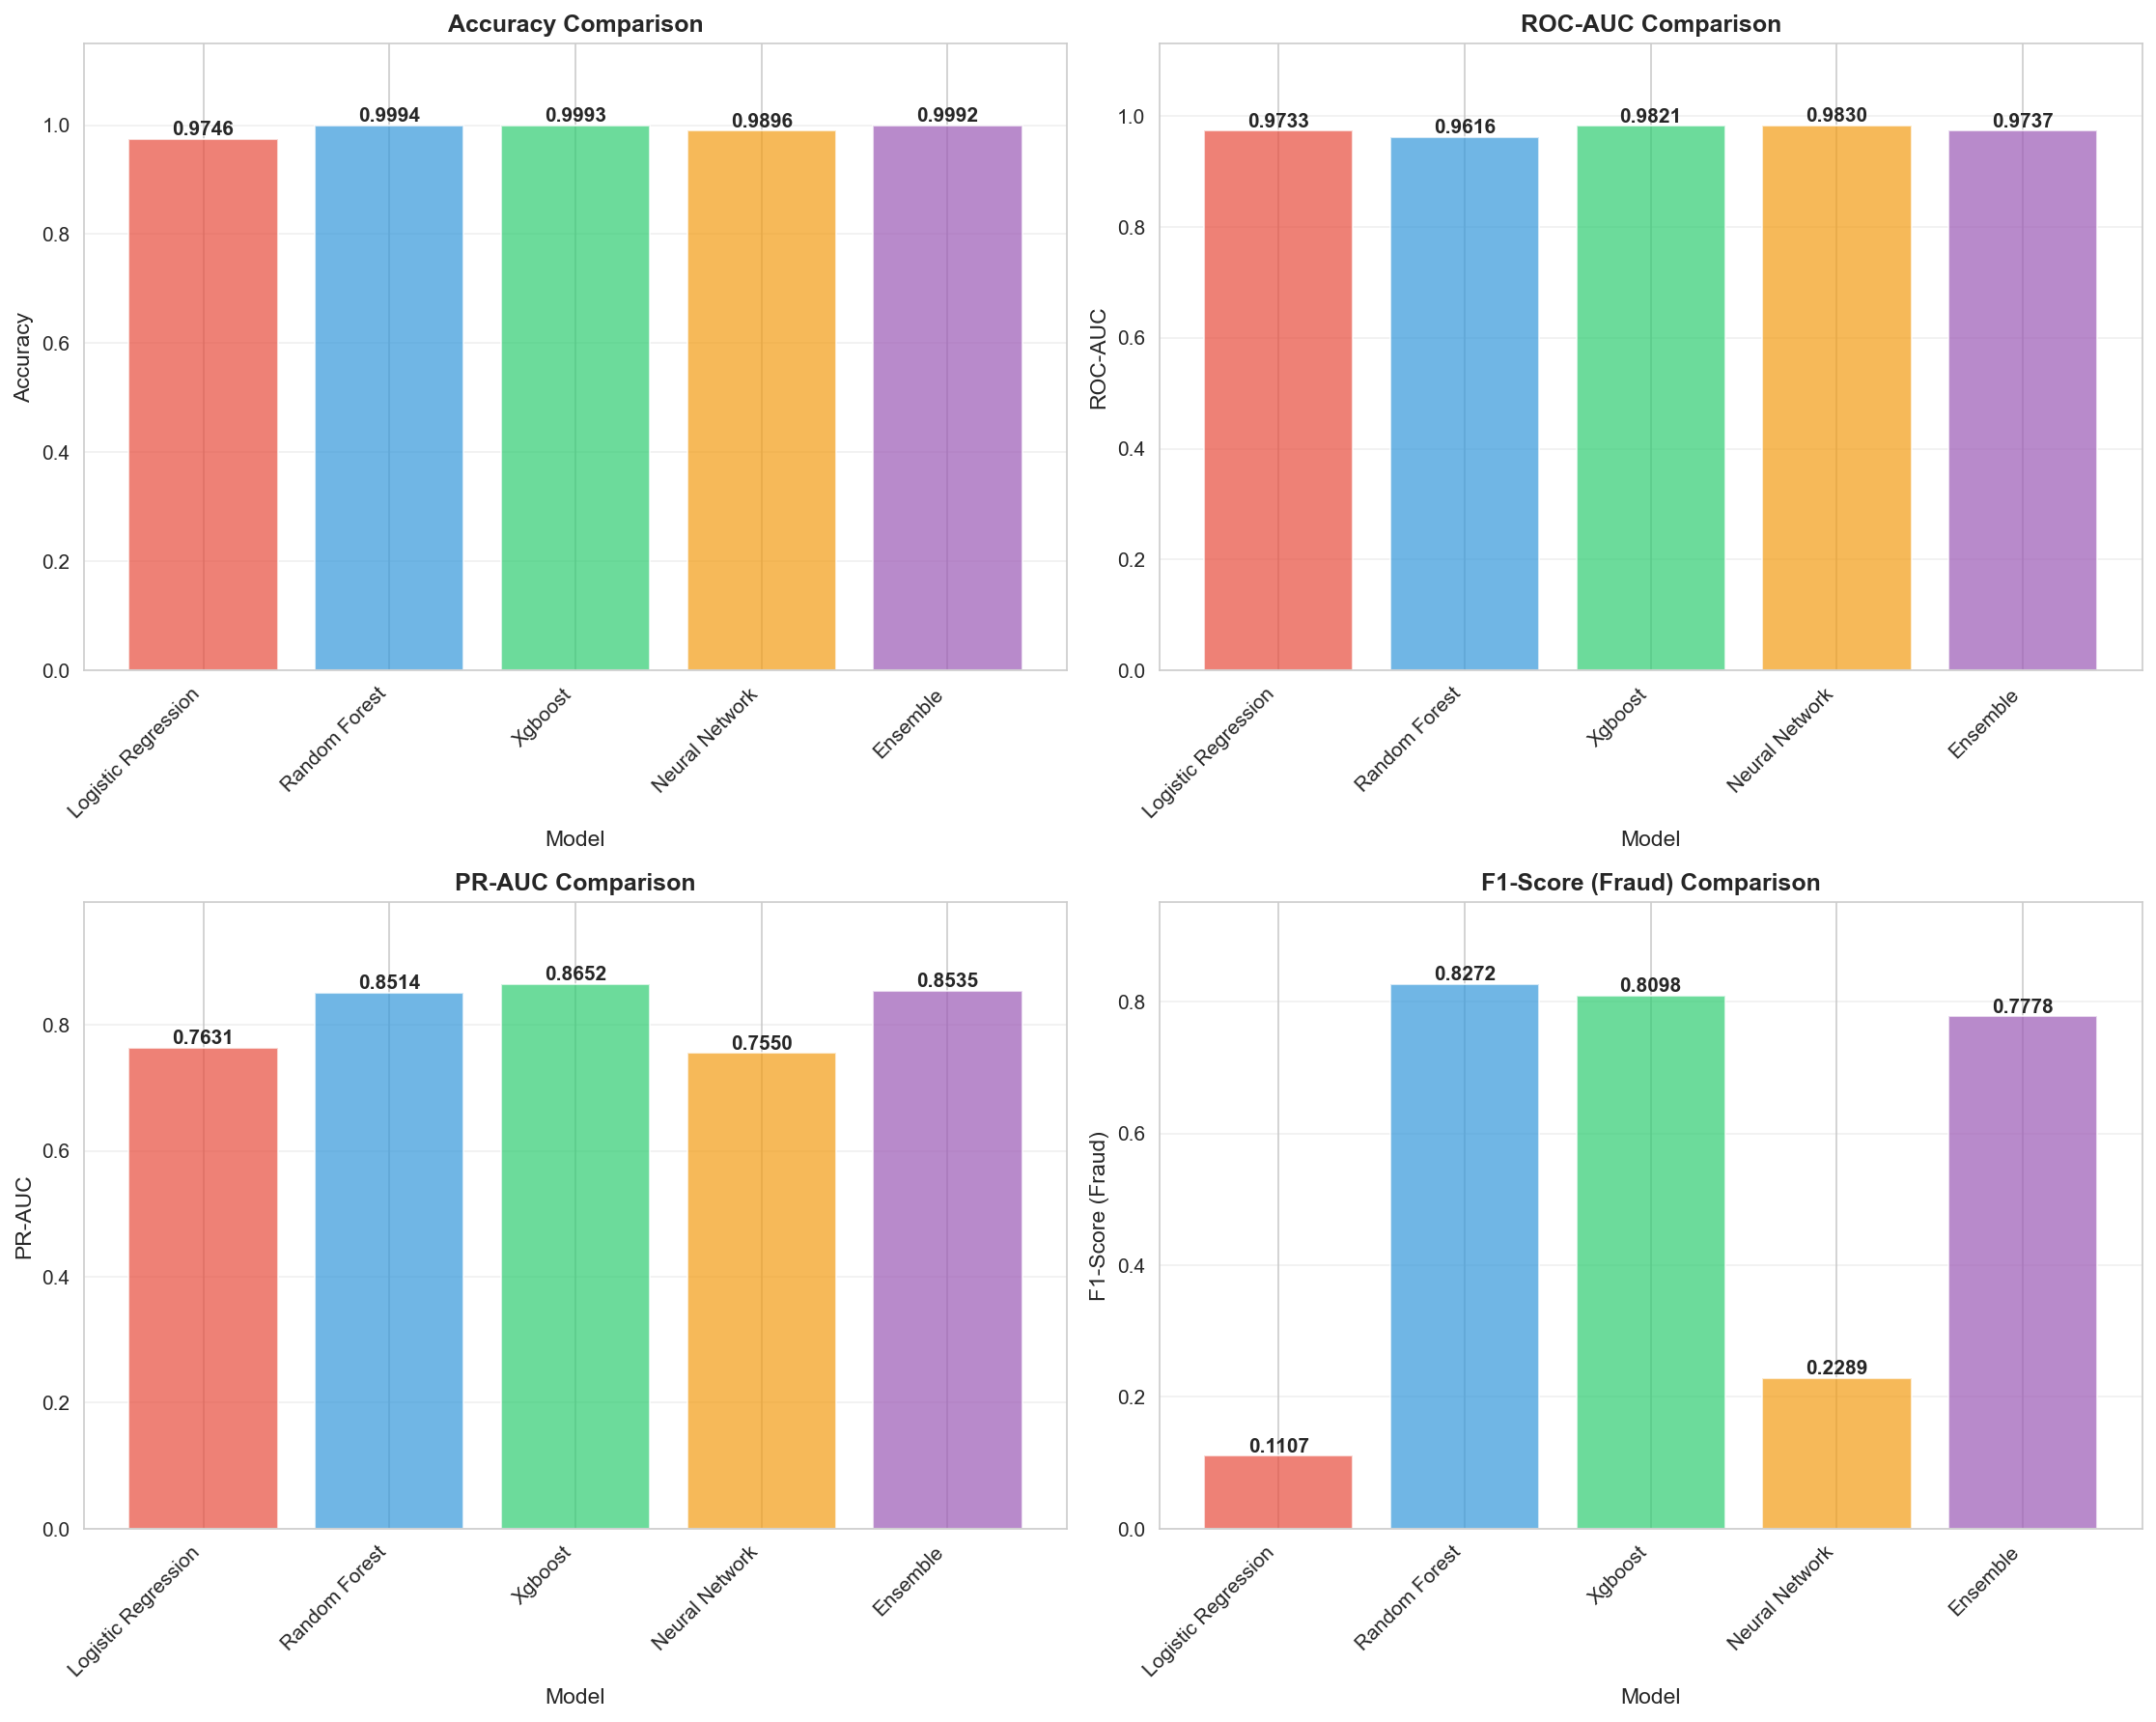 Accuracy Comparison
Accuracy
1.0
0.8
0.6
0.4
0.2
0.0
0.9746
0.9994
0.9993
0.9896
0.9992
Logistic Regression
Random Forest
Xgboost
Neural Network
Ensemble
Model
ROC-AUC Comparison
ROC-AUC
1.0
0.8
0.6
0.4
0.2
0.0
0.9733
0.9616
0.9821
0.9830
0.9737
Logistic Regression
Random Forest
Xgboost
Neural Network
Ensemble
Model
PR-AUC Comparison
PR-AUC
0.8
0.6
0.4
0.2
0.0
0.7631
0.8514
0.8652
0.7550
0.8535
Logistic Regression
Random Forest
Xgboost
Neural Network
Ensemble
Model
F1-Score (Fraud) Comparison
F1-Score (Fraud)
0.8
0.6
0.4
0.2
0.0
0.1107
0.8272
0.8098
0.2289
0.7778
Logistic Regression
Random Forest
Xgboost
Neural Network
Ensemble
Model